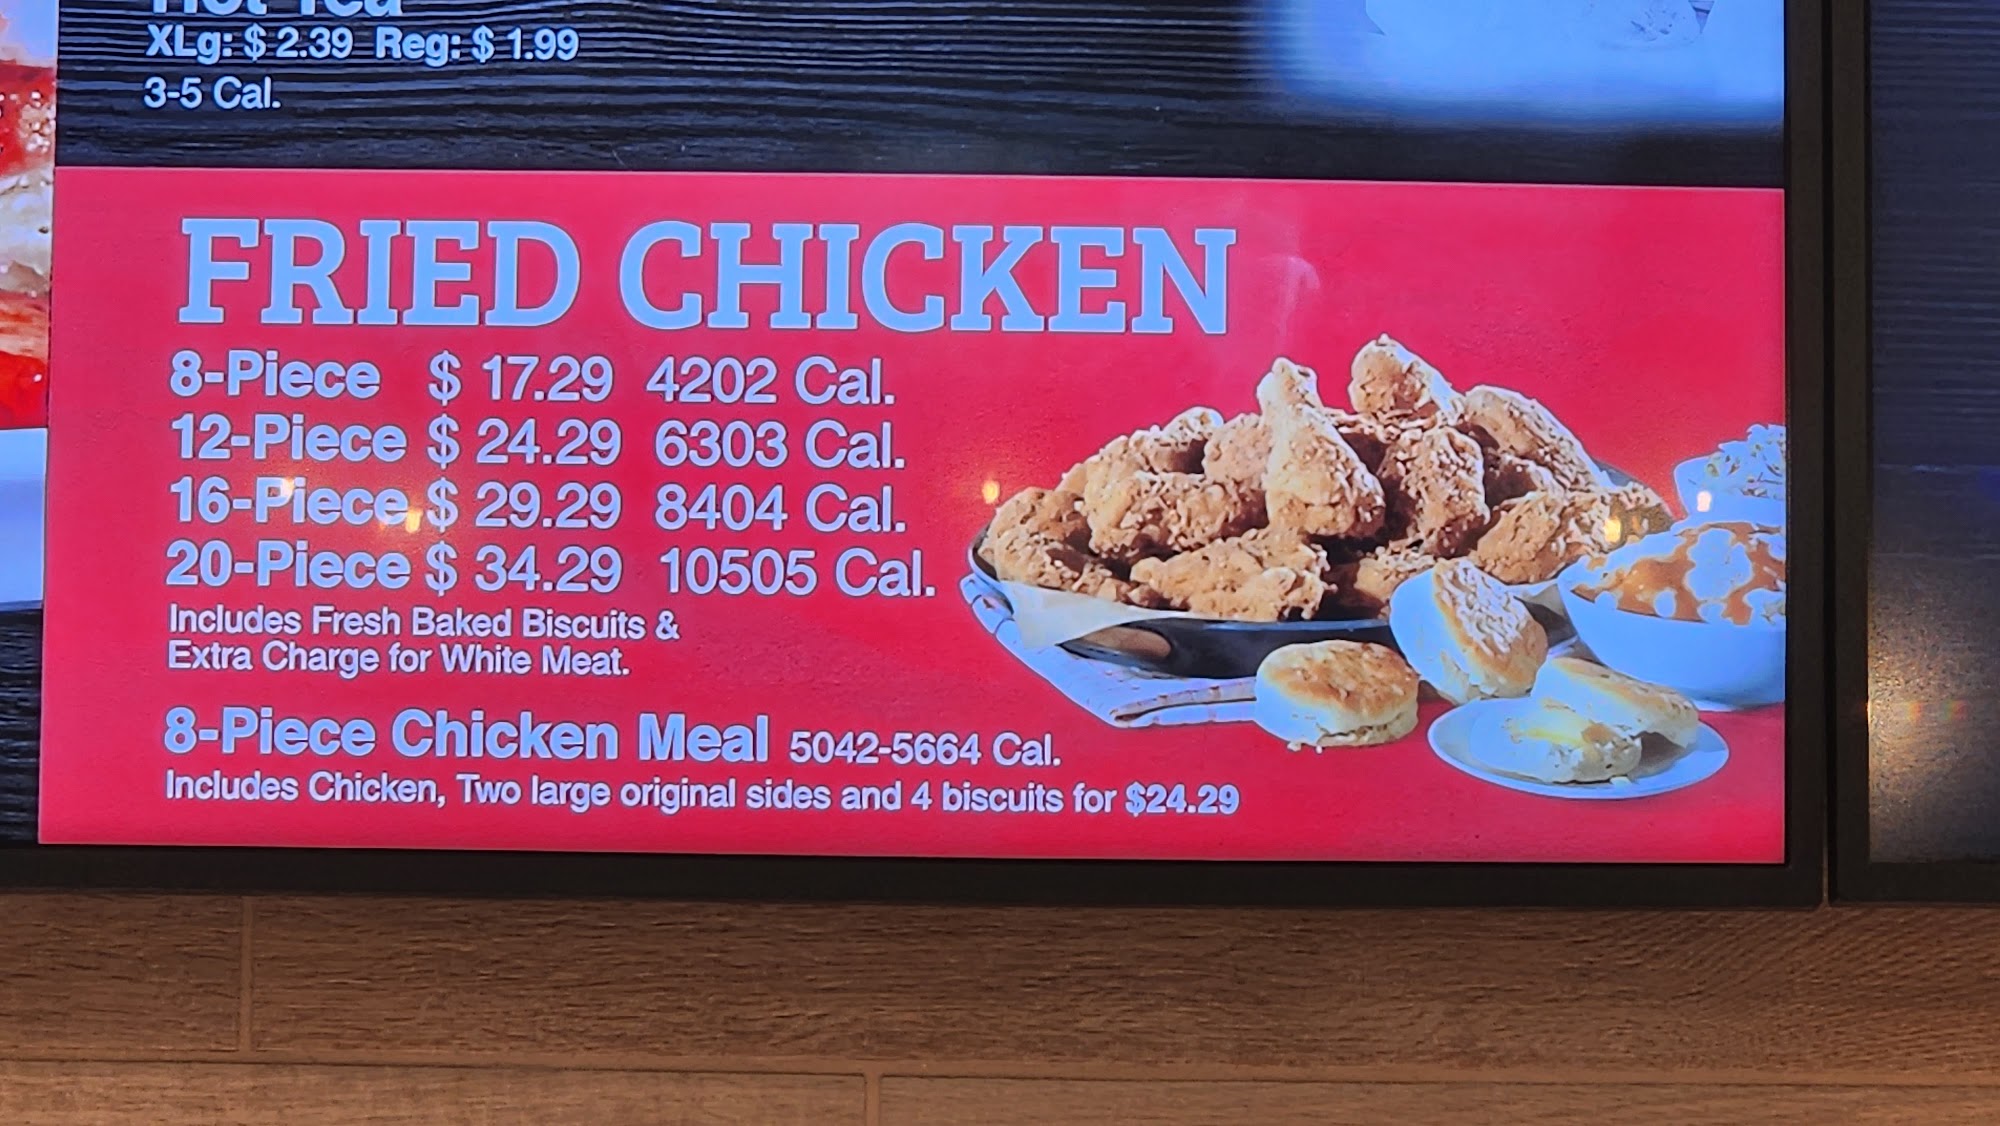 Hot Tea
XLg: $ 2.39 Reg: $ 1.99
3-5 Cal.
FRIED CHICKEN
8-Piece $ 17.29 4202 Cal.
12-Piece $ 24.29 6303 Cal.
16-Piece $ 29.29 8404 Cal.
20-Piece $ 34.29 10505 Cal.
Includes Fresh Baked Biscuits &
Extra Charge for White Meat.
8-Piece Chicken Meal 5042-5664 Cal.
Includes Chicken, Two large original sides and 4 biscuits for $24.29